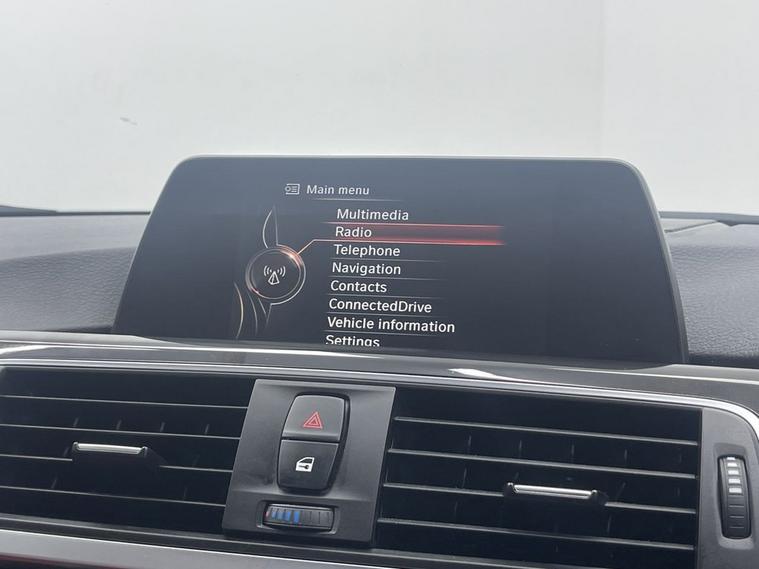 Main menu
Multimedia
Radio
Telephone
Navigation
Contacts
ConnectedDrive
Vehicle information
Settings